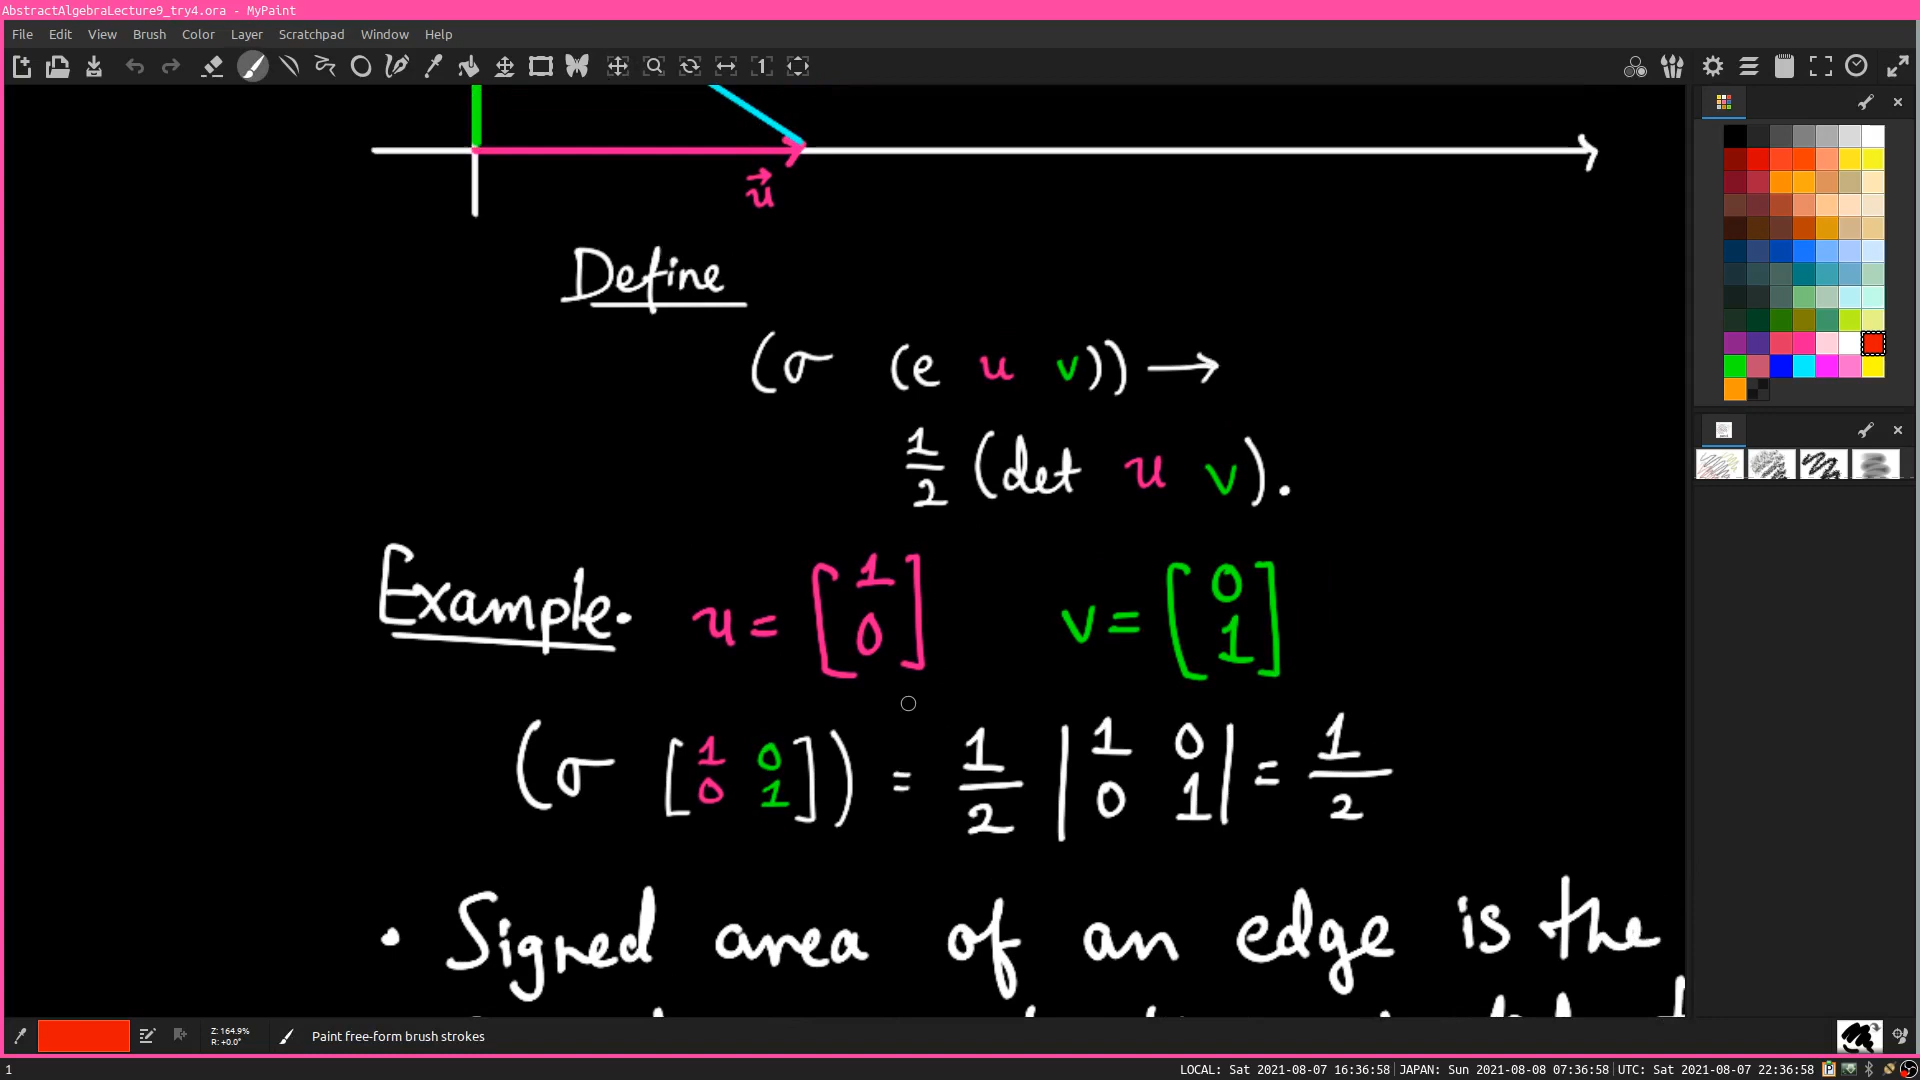 AbstractAlgebraLecture9_try4.ora - MyPaint
File Edit View Brush Color Layer Scratchpad Window Help
u⃗
Define
(σ (e u v)) →
1/2 (det u v).
Example. u = [1 0] v = [0 1]
(σ [1 0 0 1]) = 1/2 |1 0 0 1| = 1/2
• Signed area of an edge is the
Z: 164.9%
R: +0.0°
Paint free-form brush strokes
1
LOCAL: Sat 2021-08-07 16:36:58 | JAPAN: Sun 2021-08-08 07:36:58 | UTC: Sat 2021-08-07 22:36:58